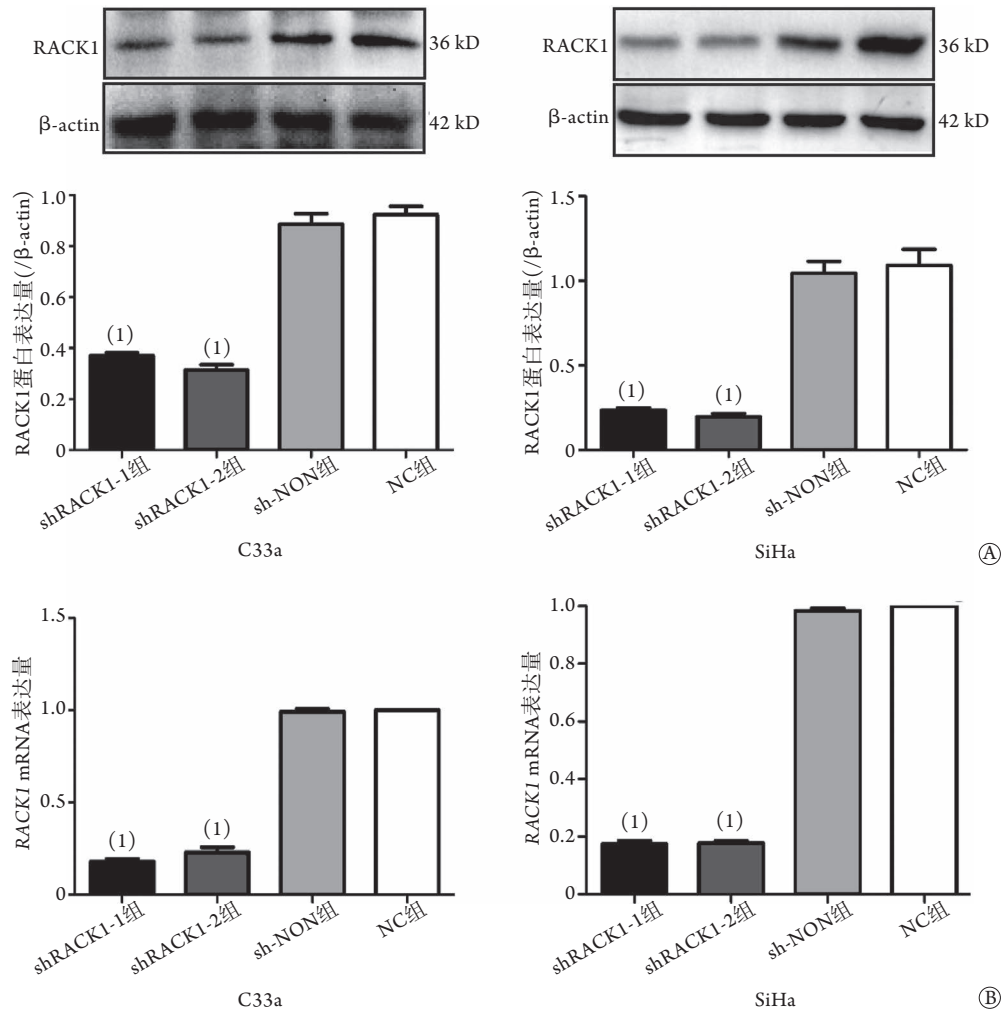 RACK1
36 kD
β-actin
42 kD
RACK1
36 kD
β-actin
42 kD
RACK1蛋白表达量(/β-actin)
1.0
0.8
0.6
0.4
0.2
0
(1)
(1)
shRACK1-1组
shRACK1-2组
sh-NON组
NC组
C33a
RACK1蛋白表达量(/β-actin)
1.5
1.0
0.5
0
(1)
(1)
shRACK1-1组
shRACK1-2组
sh-NON组
NC组
SiHa
Ⓐ
RACK1 mRNA表达量
1.5
1.0
0.5
0
(1)
(1)
shRACK1-1组
shRACK1-2组
sh-NON组
NC组
C33a
RACK1 mRNA表达量
1.0
0.8
0.6
0.4
0.2
0
(1)
(1)
shRACK1-1组
shRACK1-2组
sh-NON组
NC组
SiHa
Ⓑ